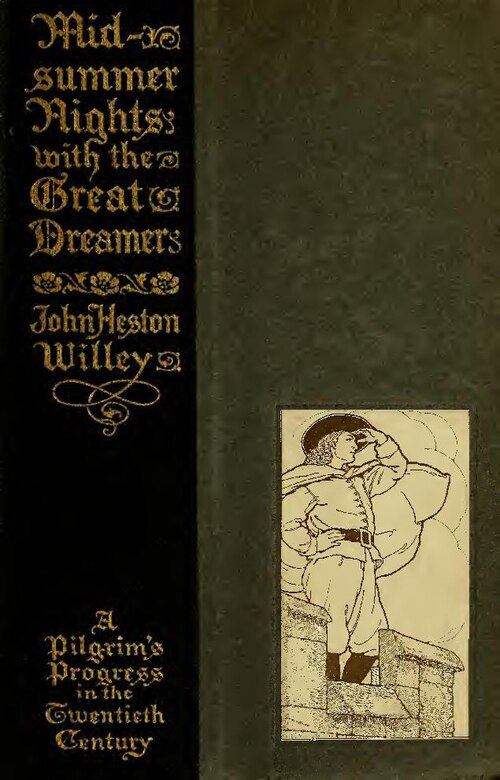 Mid-
summer
Nights
with the
Great
Dreamers
John Heston
Willey
A
Pilgrim's
Progress
in the
Twentieth
Century